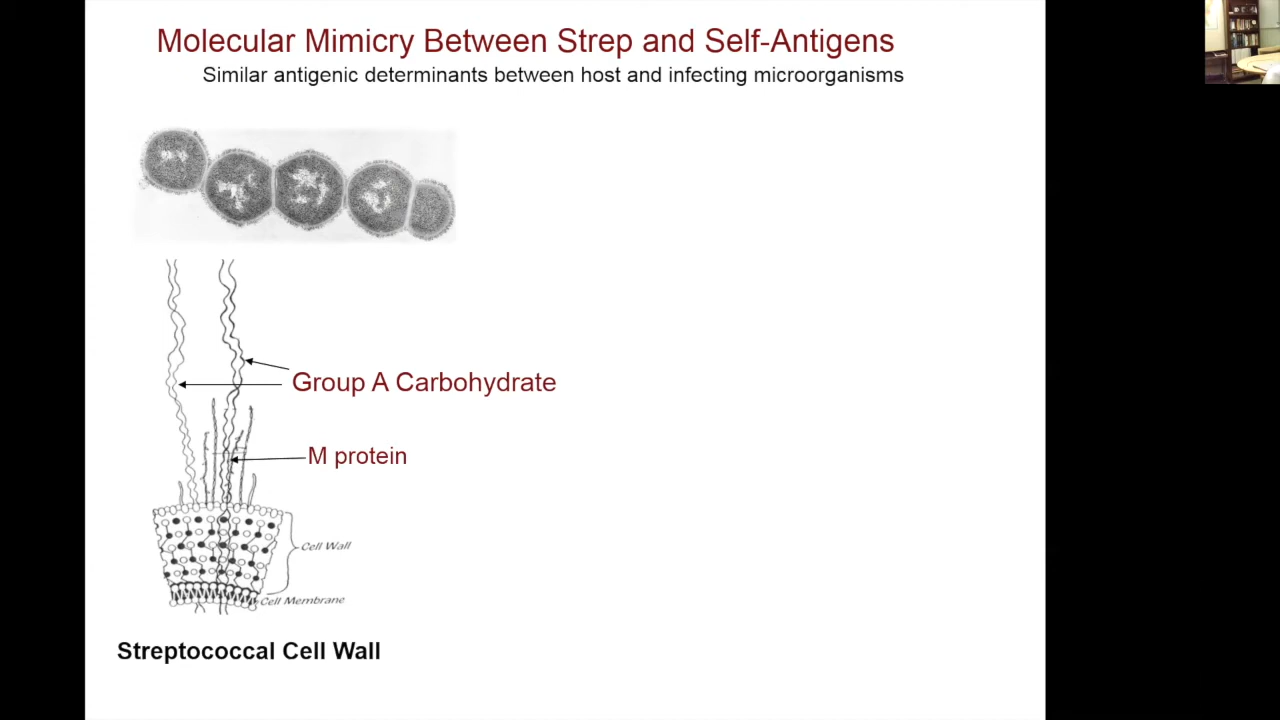 Molecular Mimicry Between Strep and Self-Antigens
Similar antigenic determinants between host and infecting microorganisms
Group A Carbohydrate
M protein
Cell Wall
Cell Membrane
Streptococcal Cell Wall